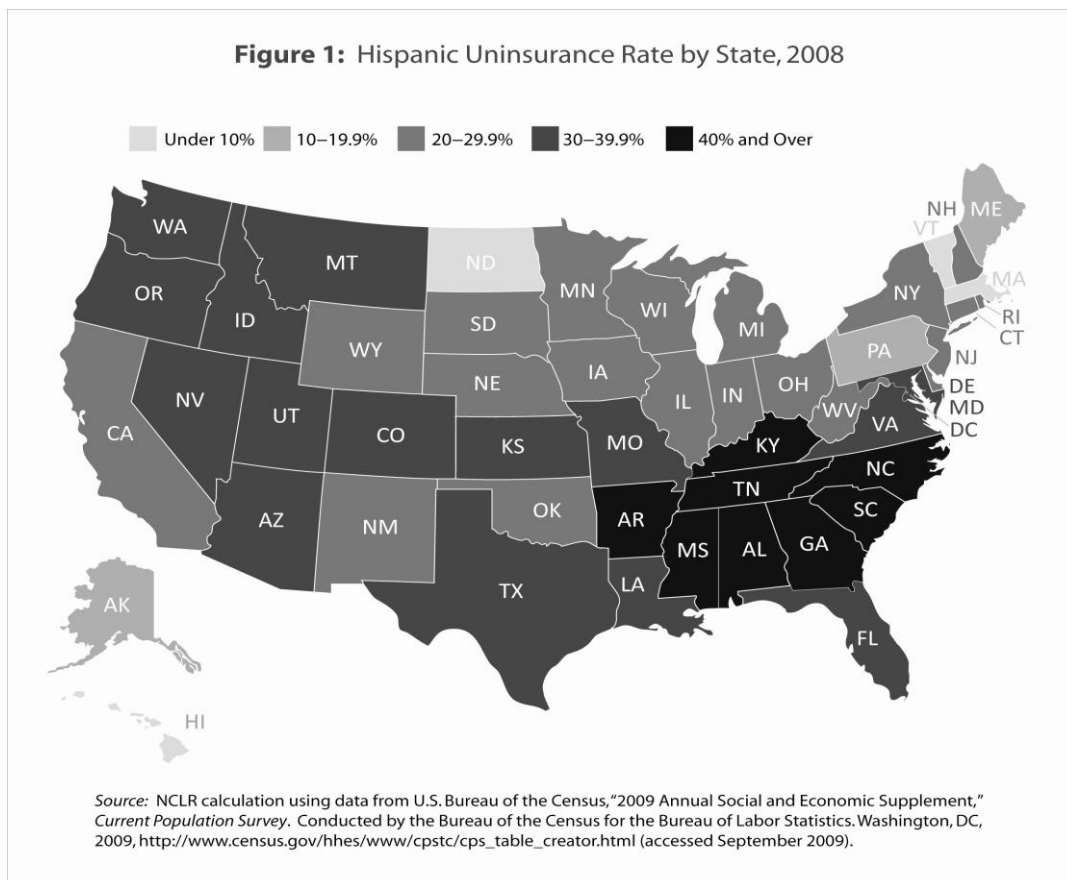 Figure 1: Hispanic Uninsurance Rate by State, 2008
Under 10% 10–19.9% 20–29.9% 30–39.9% 40% and Over
WA
OR
CA
ID
NV
MT
WY
UT
AZ
CO
NM
ND
SD
NE
KS
OK
TX
MN
IA
MO
AR
LA
WI
IL
MI
IN
OH
KY
TN
MS
AL
GA
FL
SC
NC
VA
WV
PA
NY
VT
NH
ME
MA
RI
CT
NJ
DE
MD
DC
AK
HI
Source: NCLR calculation using data from U.S. Bureau of the Census, “2009 Annual Social and Economic Supplement,”
Current Population Survey. Conducted by the Bureau of the Census for the Bureau of Labor Statistics. Washington, DC,
2009, http://www.census.gov/hhes/www/cpstc/cps_table_creator.html (accessed September 2009).